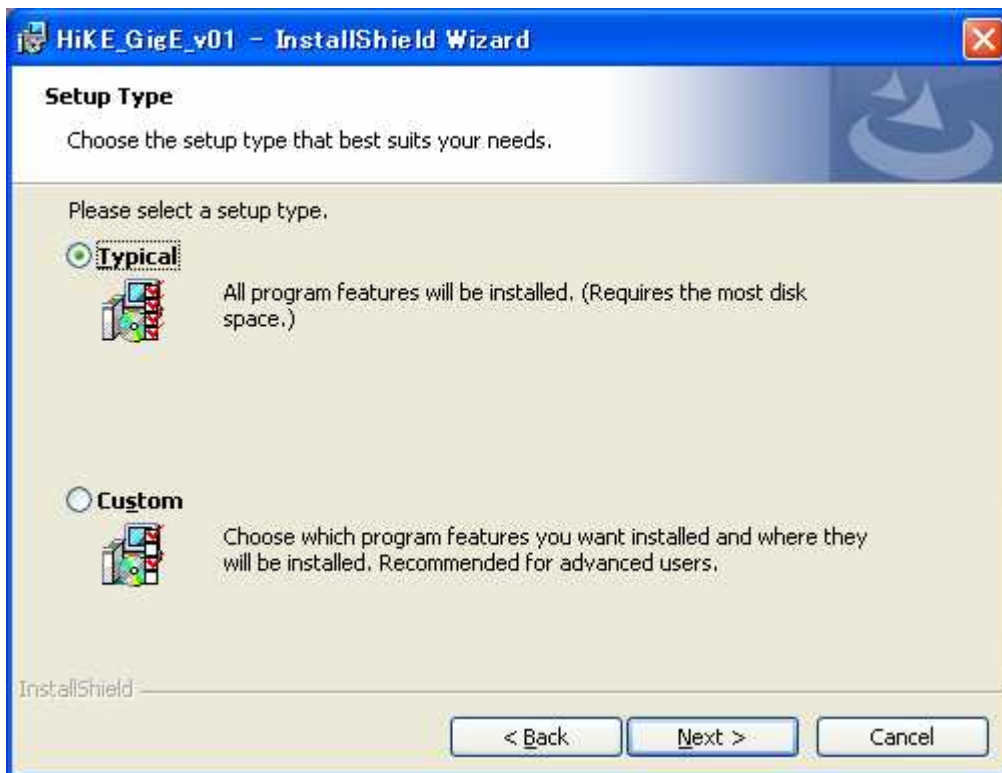 HiKE_GigE_v01 - InstallShield Wizard
Setup Type
Choose the setup type that best suits your needs.
Please select a setup type.
Typical
All program features will be installed. (Requires the most disk
space.)
Custom
Choose which program features you want installed and where they
will be installed. Recommended for advanced users.
InstallShield
< Back
Next >
Cancel